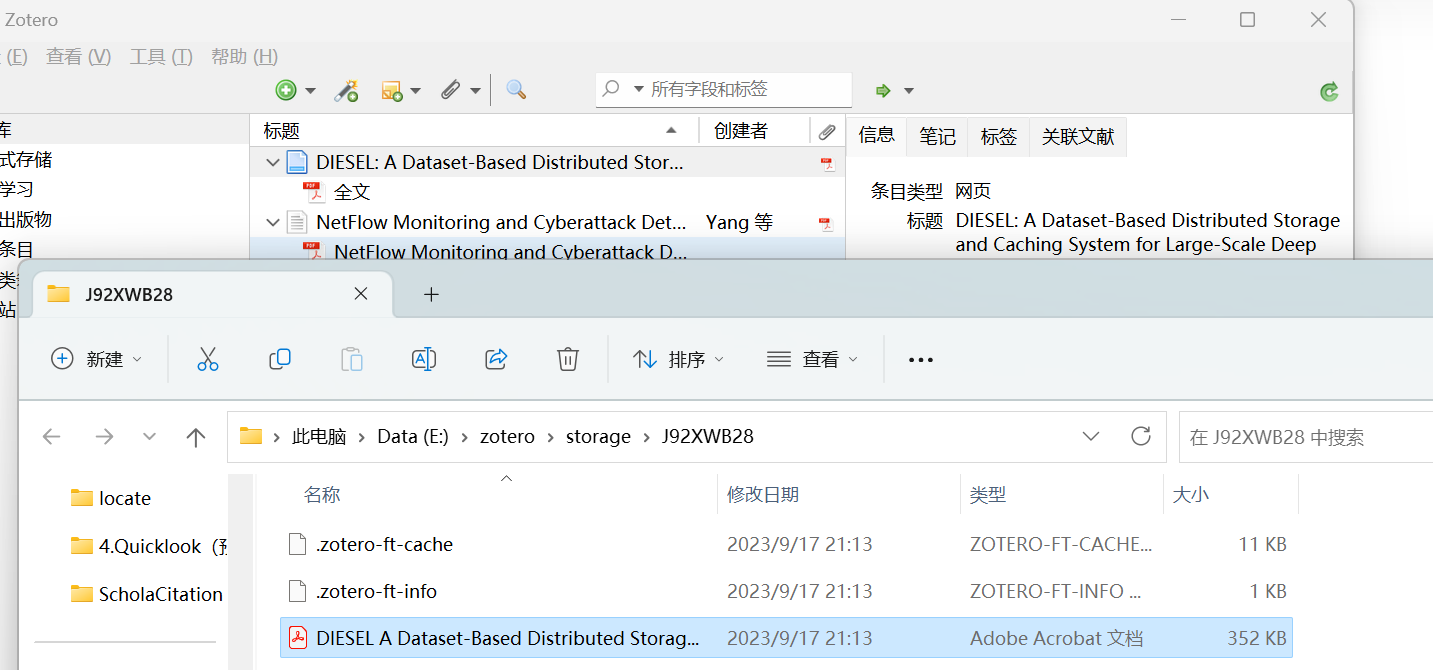 Zotero
(E) 查看 (V) 工具 (T) 帮助 (H)
所有字段和标签
库
式存储
学习
出版物
条目
类
站
标题 创建者
DIESEL: A Dataset-Based Distributed Stor...
全文
NetFlow Monitoring and Cyberattack Det... Yang 等
NetFlow Monitoring and Cyberattack D...
信息 笔记 标签 关联文献
条目类型 网页
标题 DIESEL: A Dataset-Based Distributed Storage
and Caching System for Large-Scale Deep
J92XWB28
新建 排序 查看
此电脑 Data (E:) zotero storage J92XWB28
在 J92XWB28 中搜索
locate
4.Quicklook（预
ScholaCitation
名称 修改日期 类型 大小
.zotero-ft-cache 2023/9/17 21:13 ZOTERO-FT-CACHE... 11 KB
.zotero-ft-info 2023/9/17 21:13 ZOTERO-FT-INFO ... 1 KB
DIESEL A Dataset-Based Distributed Storag... 2023/9/17 21:13 Adobe Acrobat 文档 352 KB